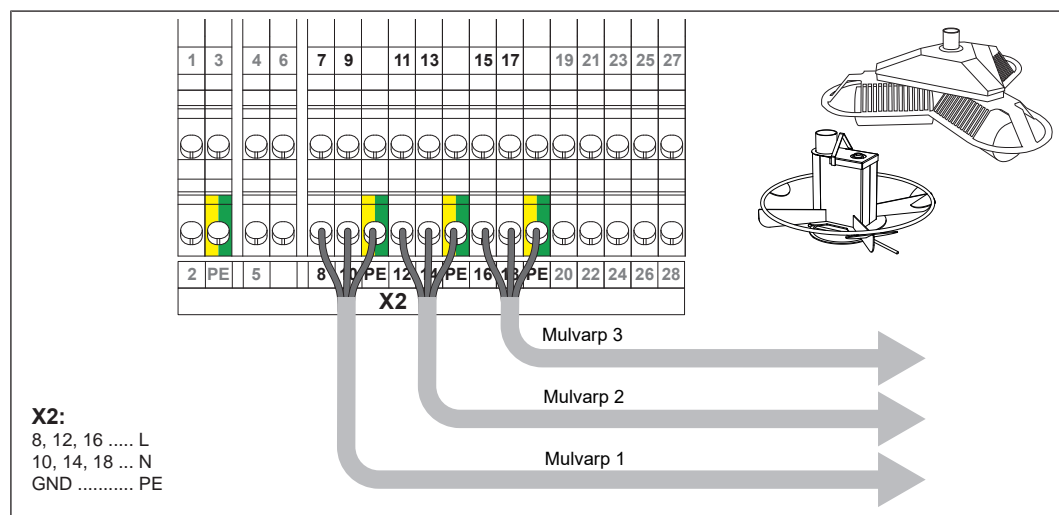 1 3 4 6 7 9 11 13 15 17 19 21 23 25 27
2 PE 5 8 10 PE 12 14 PE 16 18 PE 20 22 24 26 28
X2
Mulvarp 3
Mulvarp 2
Mulvarp 1
X2:
8, 12, 16 ..... L
10, 14, 18 ... N
GND ........... PE